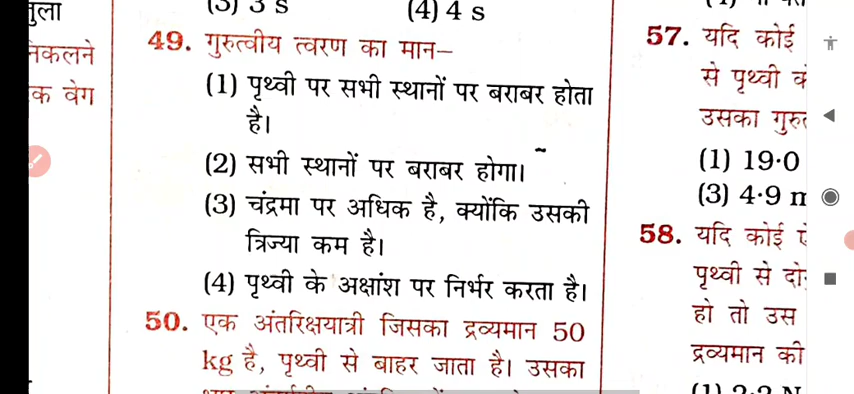 तुला
निकलने
क वेग
(3) 3 s (4) 4 s
49. गुरुत्वीय त्वरण का मान–
(1) पृथ्वी पर सभी स्थानों पर बराबर होता
है।
(2) सभी स्थानों पर बराबर होगा।
(3) चंद्रमा पर अधिक है, क्योंकि उसकी
त्रिज्या कम है।
(4) पृथ्वी के अक्षांश पर निर्भर करता है।
50. एक अंतरिक्षयात्री जिसका द्रव्यमान 50
kg है, पृथ्वी से बाहर जाता है। उसका
57. यदि कोई
से पृथ्वी
उसका
(1) 19·0
(3) 4·9
58. यदि कोई
पृथ्वी से
हो तो उस
द्रव्यमान की